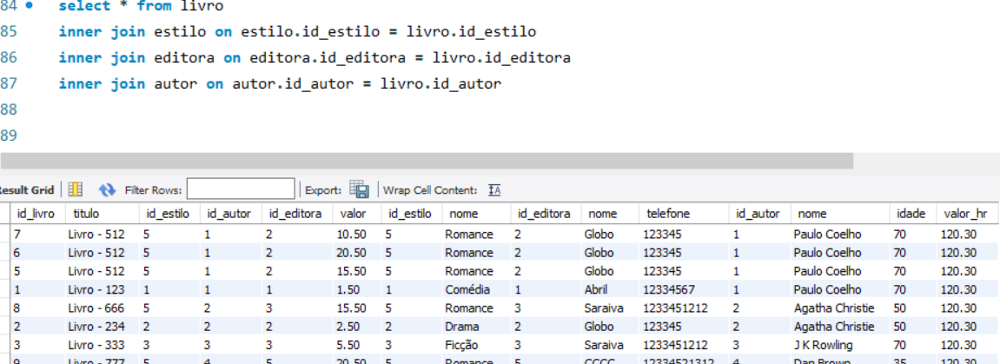 84 select * from livro
85 inner join estilo on estilo.id_estilo = livro.id_estilo
86 inner join editora on editora.id_editora = livro.id_editora
87 inner join autor on autor.id_autor = livro.id_autor
88
89
Result Grid Filter Rows: Export: Wrap Cell Content:
id_livro titulo id_estilo id_autor id_editora valor id_estilo nome id_editora nome telefone id_autor nome idade valor_hr
7 Livro - 512 5 1 2 10.50 5 Romance 2 Globo 123345 1 Paulo Coelho 70 120.30
6 Livro - 512 5 1 2 20.50 5 Romance 2 Globo 123345 1 Paulo Coelho 70 120.30
5 Livro - 512 5 1 2 15.50 5 Romance 2 Globo 123345 1 Paulo Coelho 70 120.30
1 Livro - 123 1 1 1 1.50 1 Comédia 1 Abril 12334567 1 Paulo Coelho 70 120.30
8 Livro - 666 5 2 3 15.50 5 Romance 3 Saraiva 1233451212 2 Agatha Christie 50 120.30
2 Livro - 234 2 2 2 2.50 2 Drama 2 Globo 123345 2 Agatha Christie 50 120.30
3 Livro - 333 3 3 3 5.50 3 Ficção 3 Saraiva 1233451212 3 J K Rowling 70 120.30
9 Livro - 777 5 4 5 20.50 5 Romance 5 CCCC 12334521312 4 Dan Brown 35 120.30